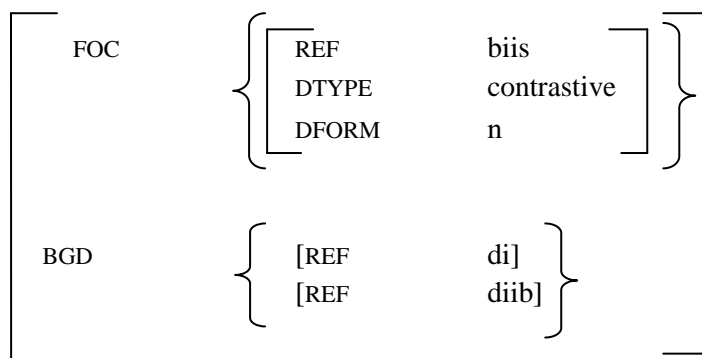 FOC REF biis
DTYPE contrastive
DFORM n
BGD [REF di]
[REF diib]